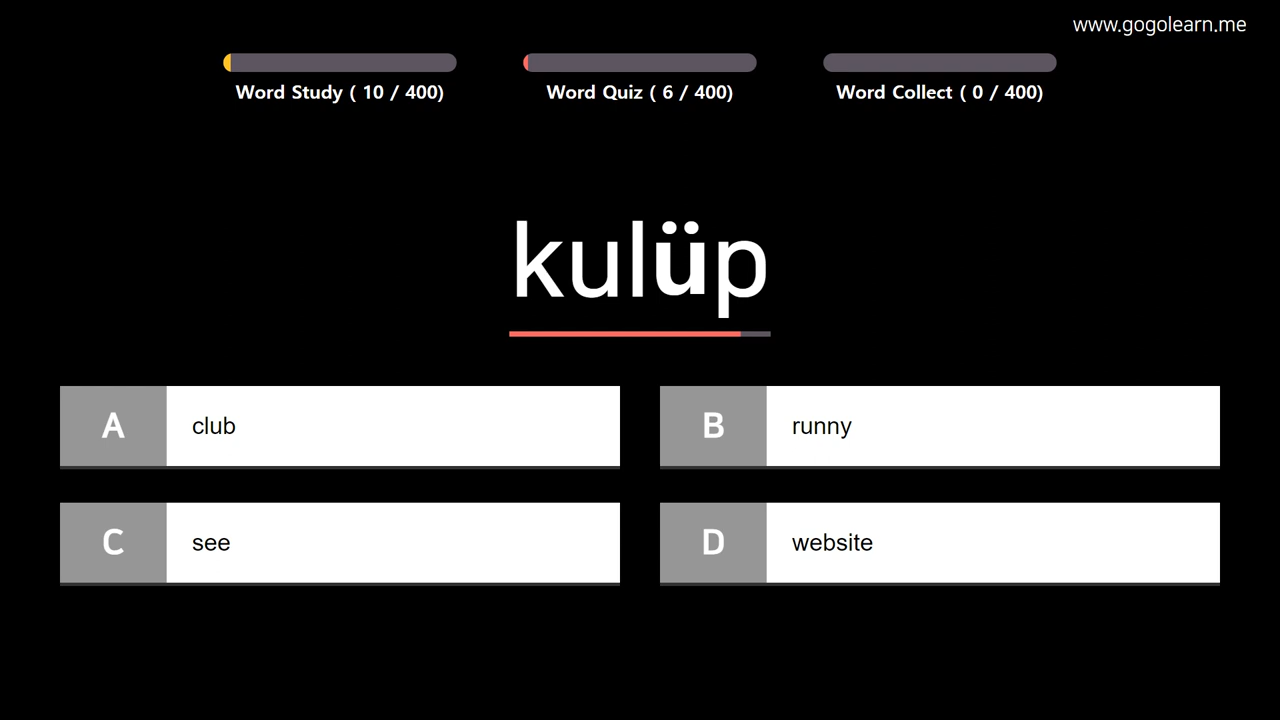 www.gogolearn.me
Word Study ( 10 / 400)
Word Quiz ( 6 / 400)
Word Collect ( 0 / 400)
kulüp
A club
B runny
C see
D website